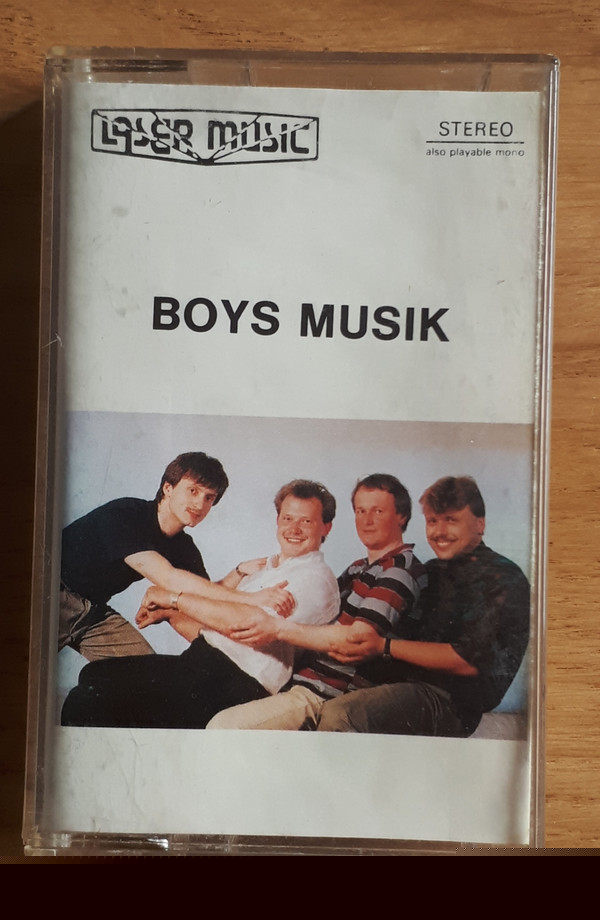 LASER MUSIC
STEREO
also playable mono
BOYS MUSIK